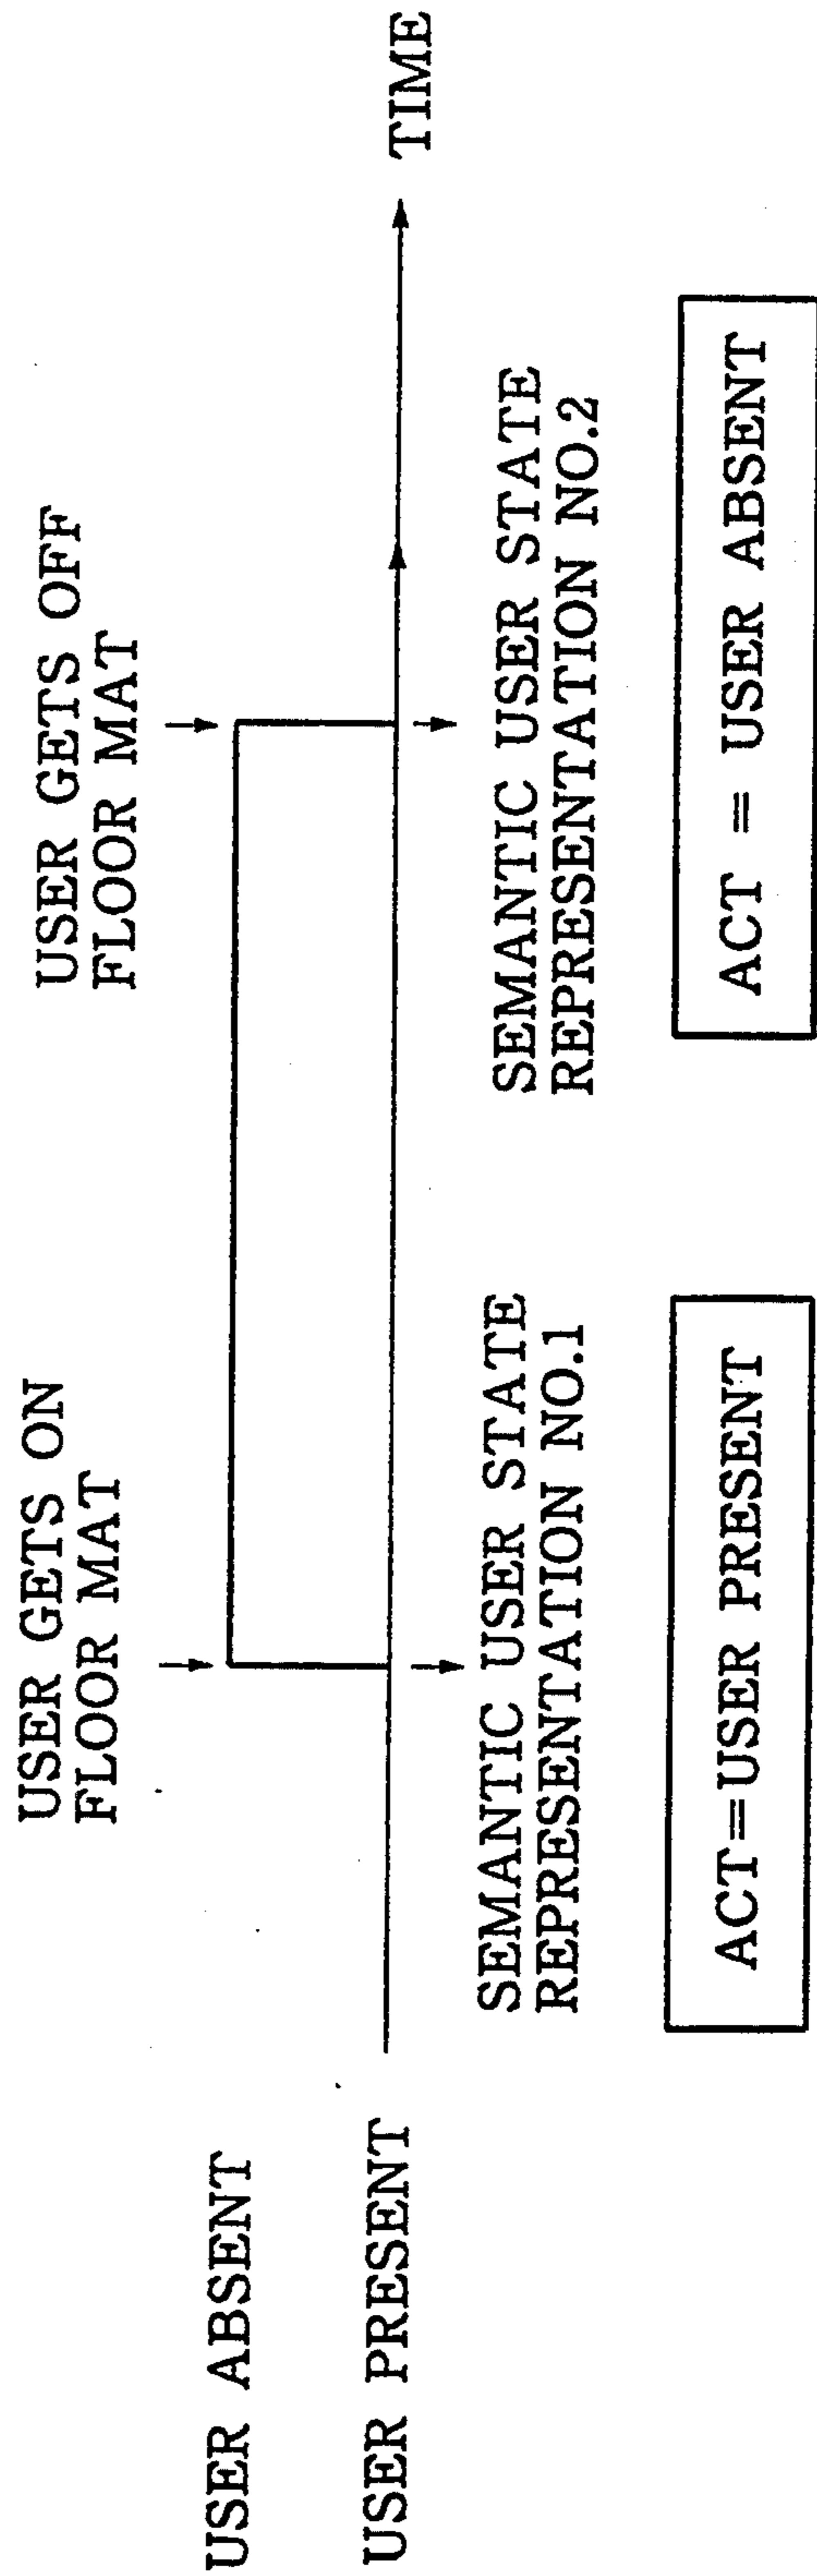 USER GETS ON
FLOOR MAT
USER GETS OFF
FLOOR MAT
USER ABSENT
USER PRESENT
TIME
SEMANTIC USER STATE
REPRESENTATION NO.1
SEMANTIC USER STATE
REPRESENTATION NO.2
ACT=USER PRESENT
ACT = USER ABSENT